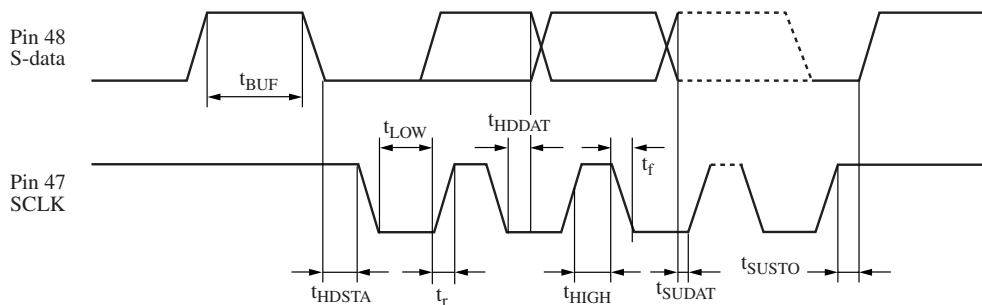 Pin 48
S-data
tBUF
tLOW
tHDDAT
tf
Pin 47
SCLK
tHDSTA
tr
tHIGH
tSUDAT
tSUSTO